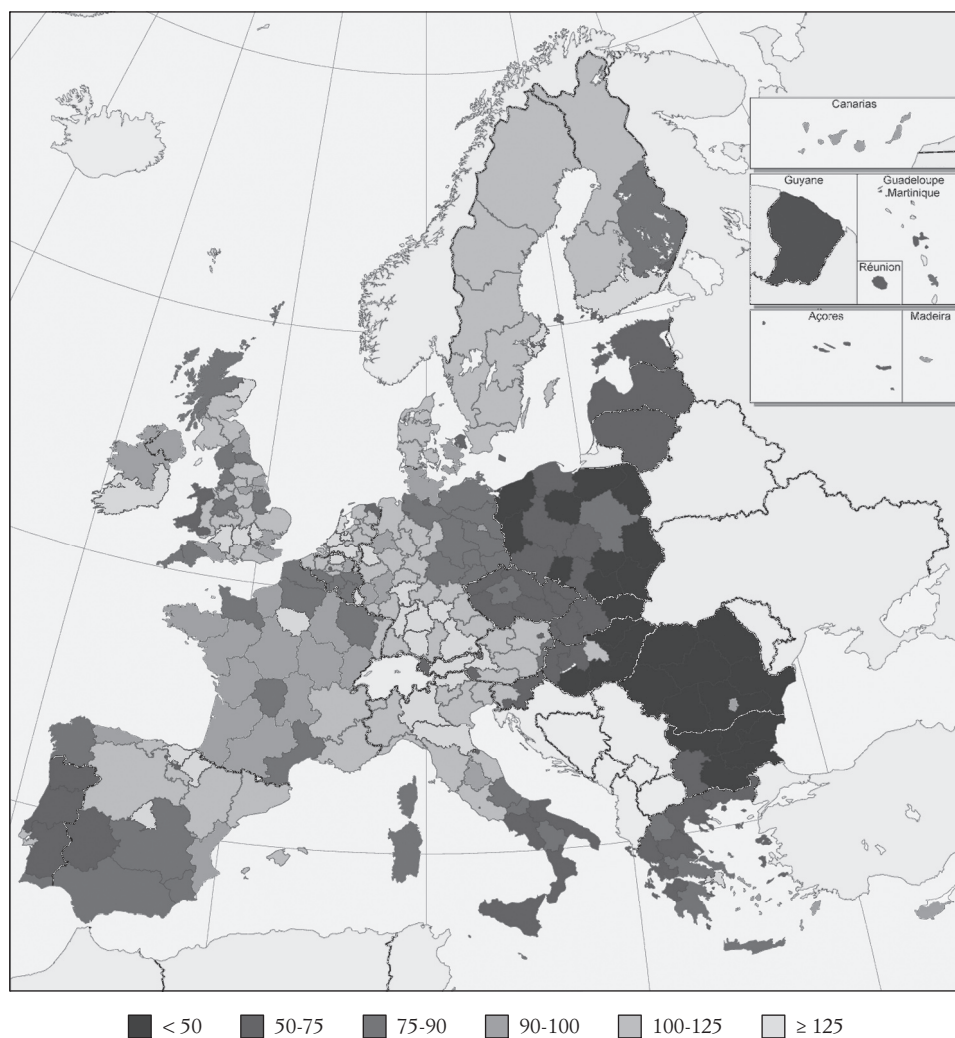 Canarias
Guyane
Guadeloupe
Martinique
Réunion
Açores
Madeira
< 50
50-75
75-90
90-100
100-125
≥ 125